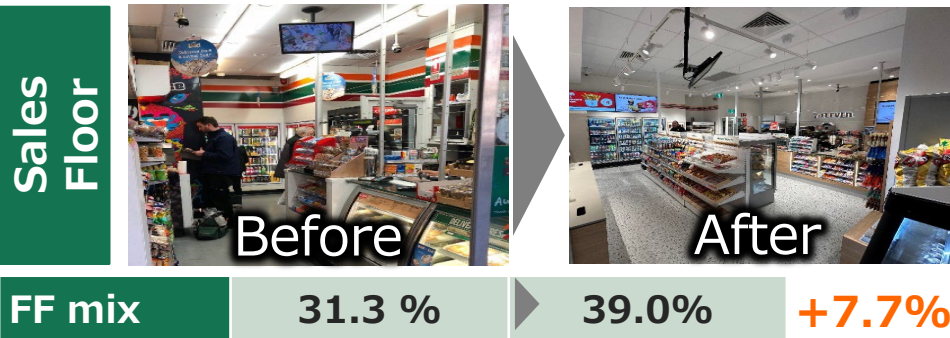 Sales
Floor
Before
After
FF mix
31.3 %
39.0%
+7.7%